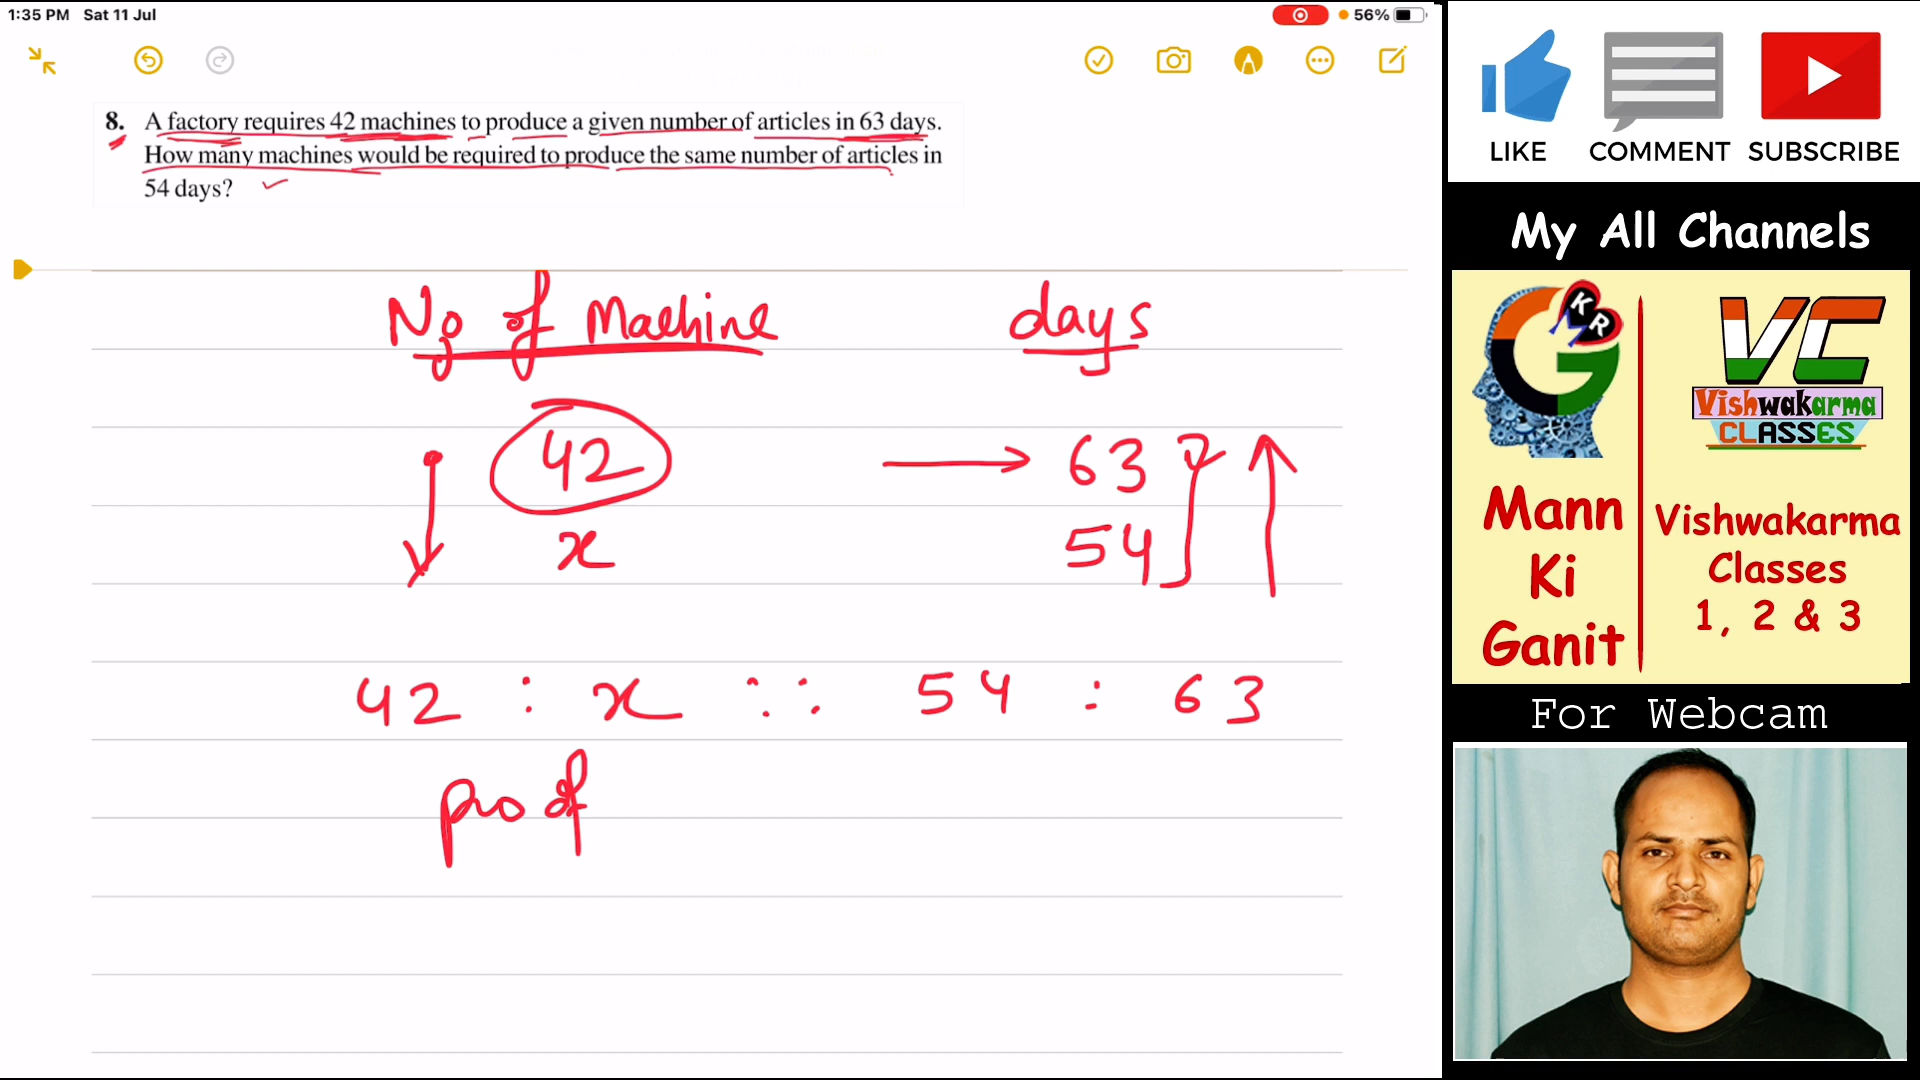 1:35 PM Sat 11 Jul
56%
8. A factory requires 42 machines to produce a given number of articles in 63 days.
How many machines would be required to produce the same number of articles in
54 days?
No of Machine days
42 → 63
x 54
42 : x :: 54 : 63
pro of
LIKE COMMENT SUBSCRIBE
My All Channels
G K R
VC
Vishwakarma
CLASSES
Mann
Ki
Ganit
Vishwakarma
Classes
1, 2 & 3
For Webcam